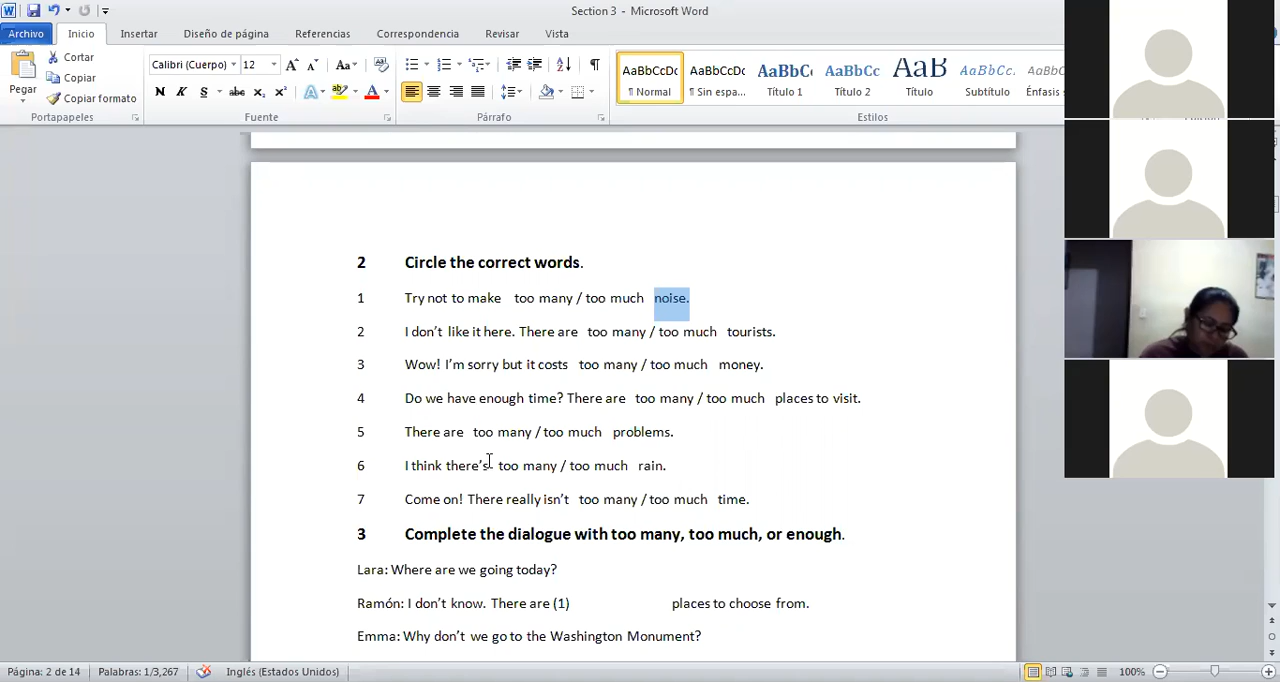 Section 3 - Microsoft Word
Archivo Inicio Insertar Diseño de página Referencias Correspondencia Revisar Vista
Pegar
Cortar
Copiar
Copiar formato
Portapapeles
Calibri (Cuerpo) 12
N K S abc x₂ x² A ab A
Fuente
Párrafo
AaBbCcDc AaBbCcDc AaBbC AaBbCc AaB AaBbCc AaBbCc
¶ Normal ¶ Sin espa... Título 1 Título 2 Título Subtítulo Énfasis
Estilos
2 Circle the correct words.
1 Try not to make too many / too much noise.
2 I don't like it here. There are too many / too much tourists.
3 Wow! I'm sorry but it costs too many / too much money.
4 Do we have enough time? There are too many / too much places to visit.
5 There are too many / too much problems.
6 I think there's too many / too much rain.
7 Come on! There really isn't too many / too much time.
3 Complete the dialogue with too many, too much, or enough.
Lara: Where are we going today?
Ramón: I don't know. There are (1) places to choose from.
Emma: Why don't we go to the Washington Monument?
Página: 2 de 14 Palabras: 1/3,267 Inglés (Estados Unidos) 100%